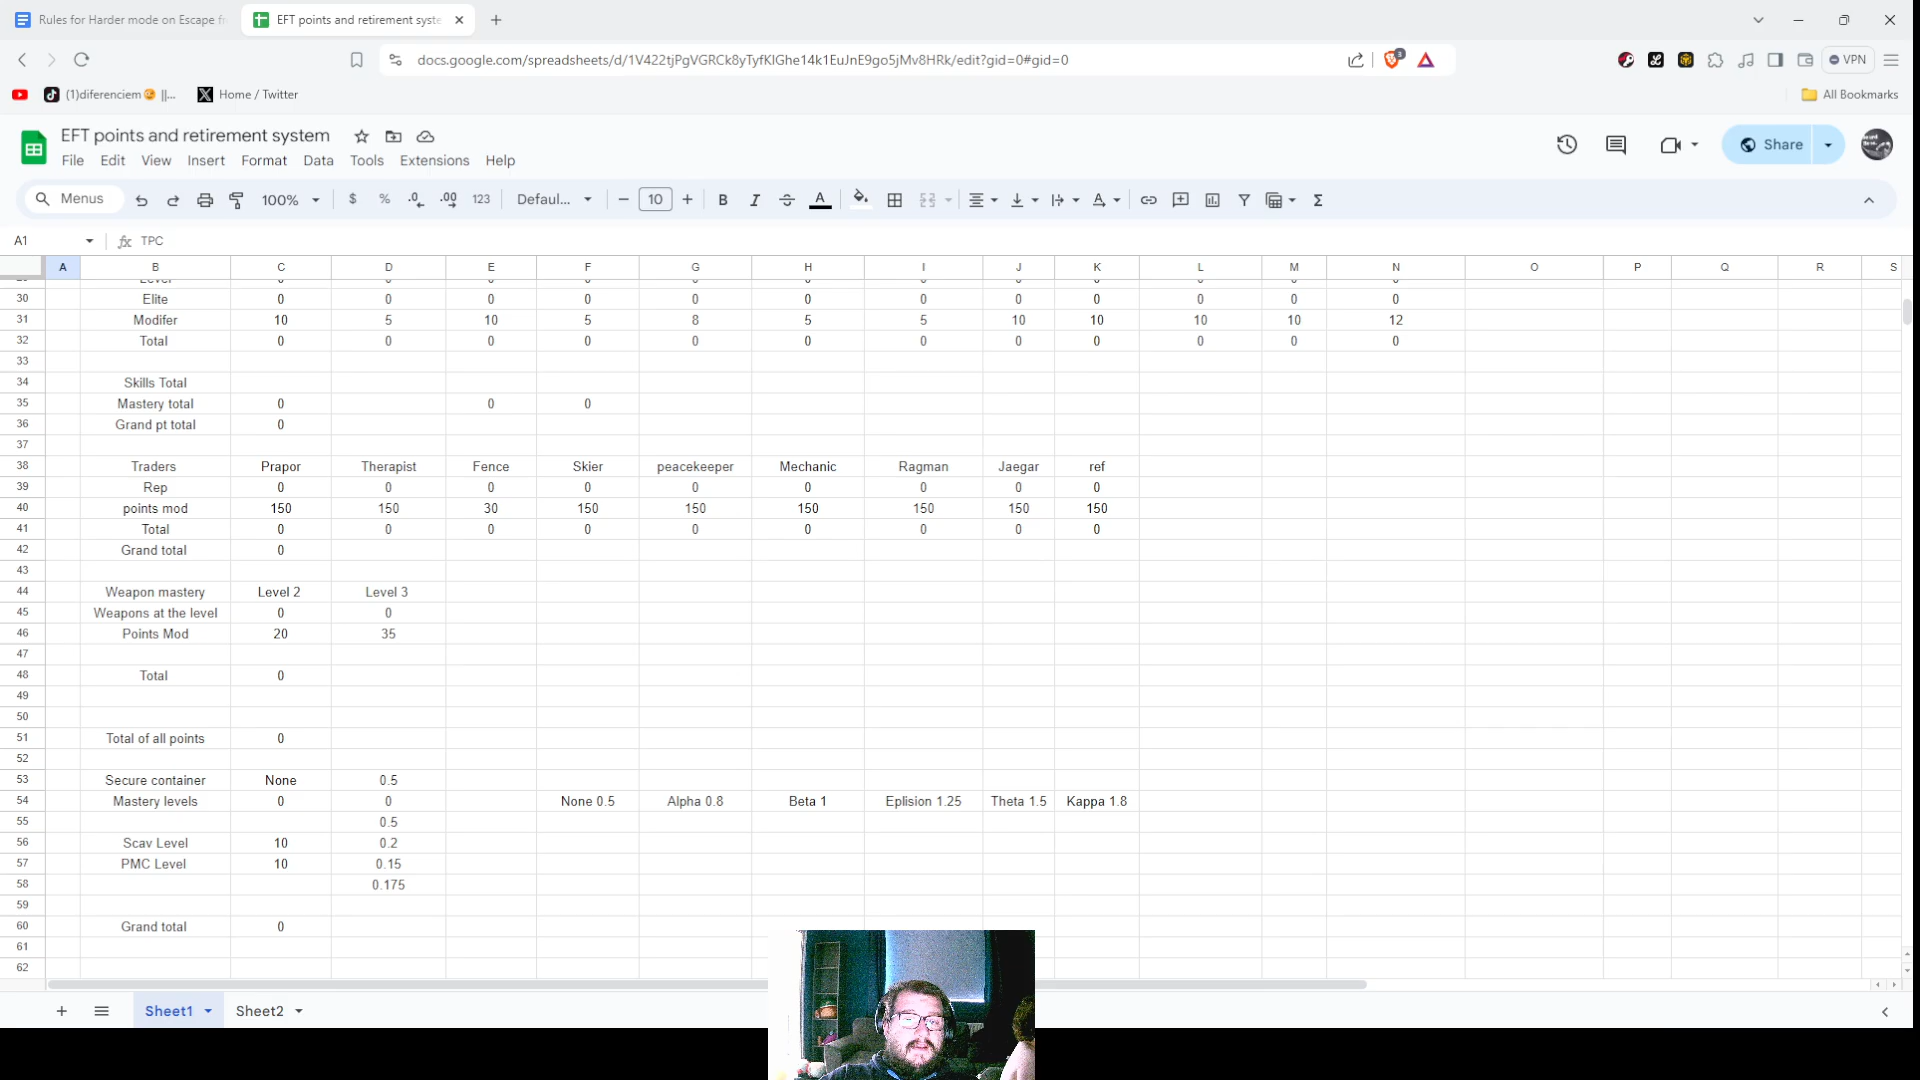 Rules for Harder mode on Escape fr
EFT points and retirement syste
docs.google.com/spreadsheets/d/1V422tjPgVGRCk8yTyfKlGhe14k1EuJnE9go5jMv8HRk/edit?gid=0#gid=0
3
VPN
(1)diferenciem ||...
Home / Twitter
All Bookmarks
EFT points and retirement system
File Edit View Insert Format Data Tools Extensions Help
Share
Menus
100%
$ % .0 .00 123
Defaul...
10
B I A
A1
fx TPC
A B C D E F G H I J K L M N O P Q R S
30 Elite 0 0 0 0 0 0 0 0 0 0 0 0
31 Modifer 10 5 10 5 8 5 5 10 10 10 10 12
32 Total 0 0 0 0 0 0 0 0 0 0 0 0
33
34 Skills Total
35 Mastery total 0 0 0
36 Grand pt total 0
37
38 Traders Prapor Therapist Fence Skier peacekeeper Mechanic Ragman Jaegar ref
39 Rep 0 0 0 0 0 0 0 0 0
40 points mod 150 150 30 150 150 150 150 150 150
41 Total 0 0 0 0 0 0 0 0 0
42 Grand total 0
43
44 Weapon mastery Level 2 Level 3
45 Weapons at the level 0 0
46 Points Mod 20 35
47
48 Total 0
49
50
51 Total of all points 0
52
53 Secure container None 0.5
54 Mastery levels 0 0 None 0.5 Alpha 0.8 Beta 1 Eplision 1.25 Theta 1.5 Kappa 1.8
55 0.5
56 Scav Level 10 0.2
57 PMC Level 10 0.15
58 0.175
59
60 Grand total 0
61
62
Sheet1
Sheet2